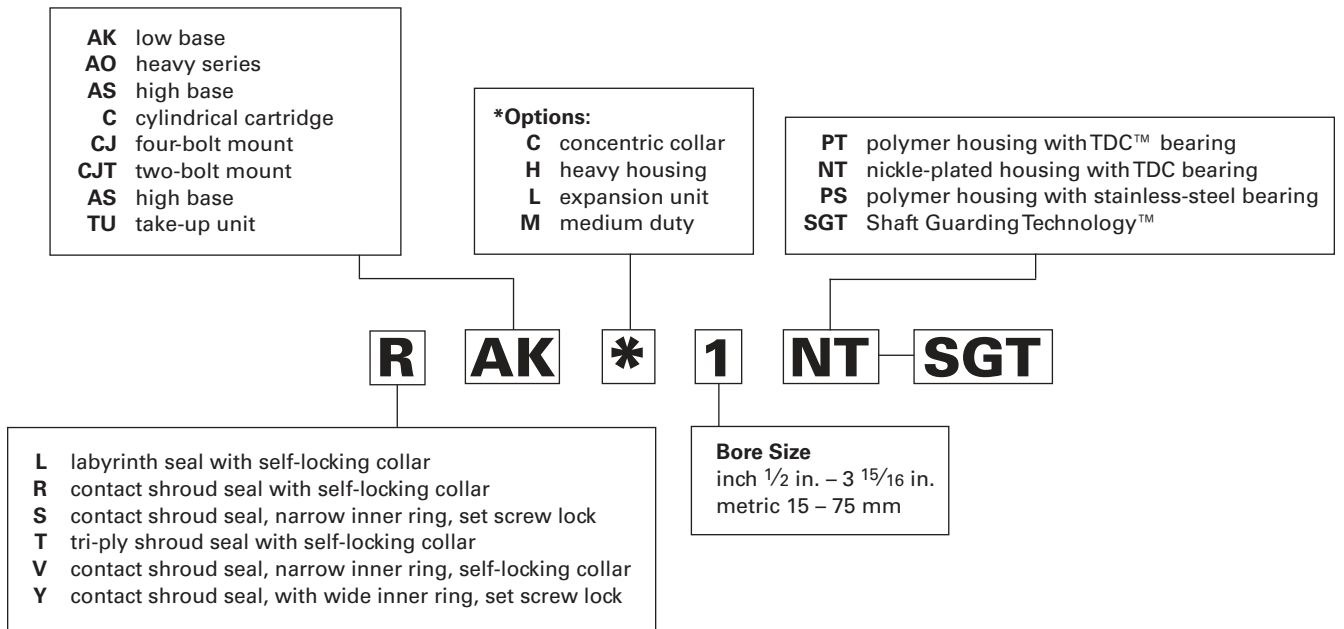 AK low base
AO heavy series
AS high base
C cylindrical cartridge
CJ four-bolt mount
CJT two-bolt mount
AS high base
TU take-up unit
*Options:
C concentric collar
H heavy housing
L expansion unit
M medium duty
PT polymer housing with TDC™ bearing
NT nickle-plated housing with TDC bearing
PS polymer housing with stainless-steel bearing
SGT Shaft Guarding Technology™
R AK * 1 NT SGT
L labyrinth seal with self-locking collar
R contact shroud seal with self-locking collar
S contact shroud seal, narrow inner ring, set screw lock
T tri-ply shroud seal with self-locking collar
V contact shroud seal, narrow inner ring, self-locking collar
Y contact shroud seal, with wide inner ring, set screw lock
Bore Size
inch 1/2 in. – 3 15/16 in.
metric 15 – 75 mm